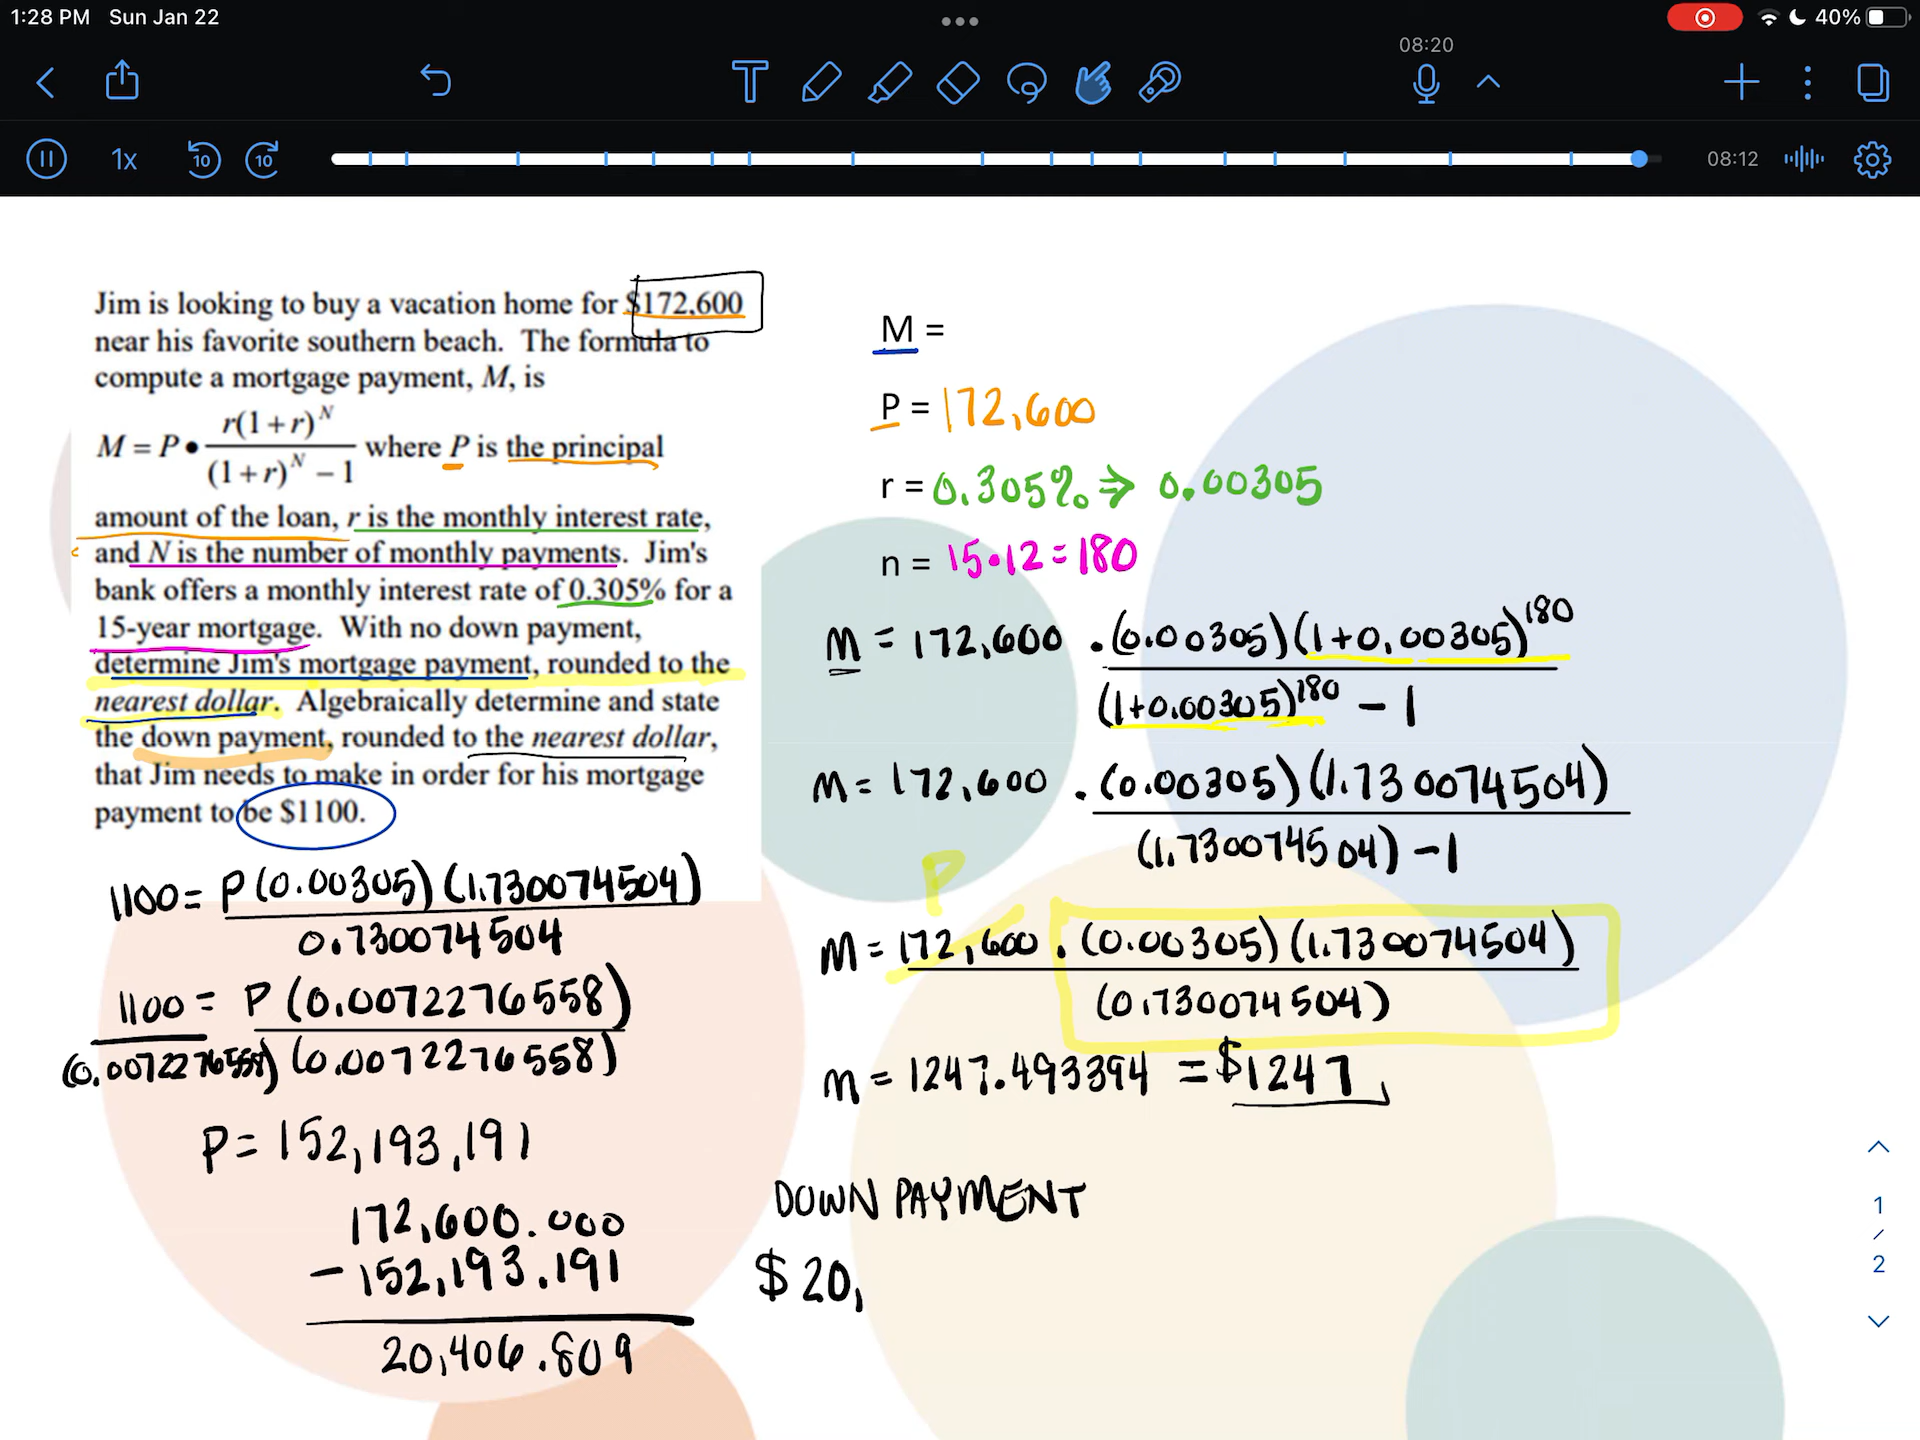 1:28 PM Sun Jan 22
40%
08:20
T
1x
10
10
08:12
Jim is looking to buy a vacation home for $172,600
near his favorite southern beach. The formula to
compute a mortgage payment, M, is
M = P • r(1+r)^N / (1+r)^N − 1 where P is the principal
amount of the loan, r is the monthly interest rate,
and N is the number of monthly payments. Jim's
bank offers a monthly interest rate of 0.305% for a
15-year mortgage. With no down payment,
determine Jim's mortgage payment, rounded to the
nearest dollar. Algebraically determine and state
the down payment, rounded to the nearest dollar,
that Jim needs to make in order for his mortgage
payment to be $1100.
1100 = P(0.00305)(1.730074504)
0.730074504
1100 = P(0.0072276558)
(0.0072276558) (0.0072276558)
P = 152,193,191
172,600.000
-152,193.191
20,406.809
M =
P = 172,600
r = 0.305% ⇒ 0.00305
n = 15•12=180
M = 172,600 · (0.00305)(1+0.00305)^180
(1+0.00305)^180 - 1
M = 172,600 · (0.00305)(1.730074504)
(1.730074504) -1
P
M = 172,600 · (0.00305)(1.730074504)
(0.730074504)
M = 1247.493394 = $1247
DOWN PAYMENT
$20,
1
/
2